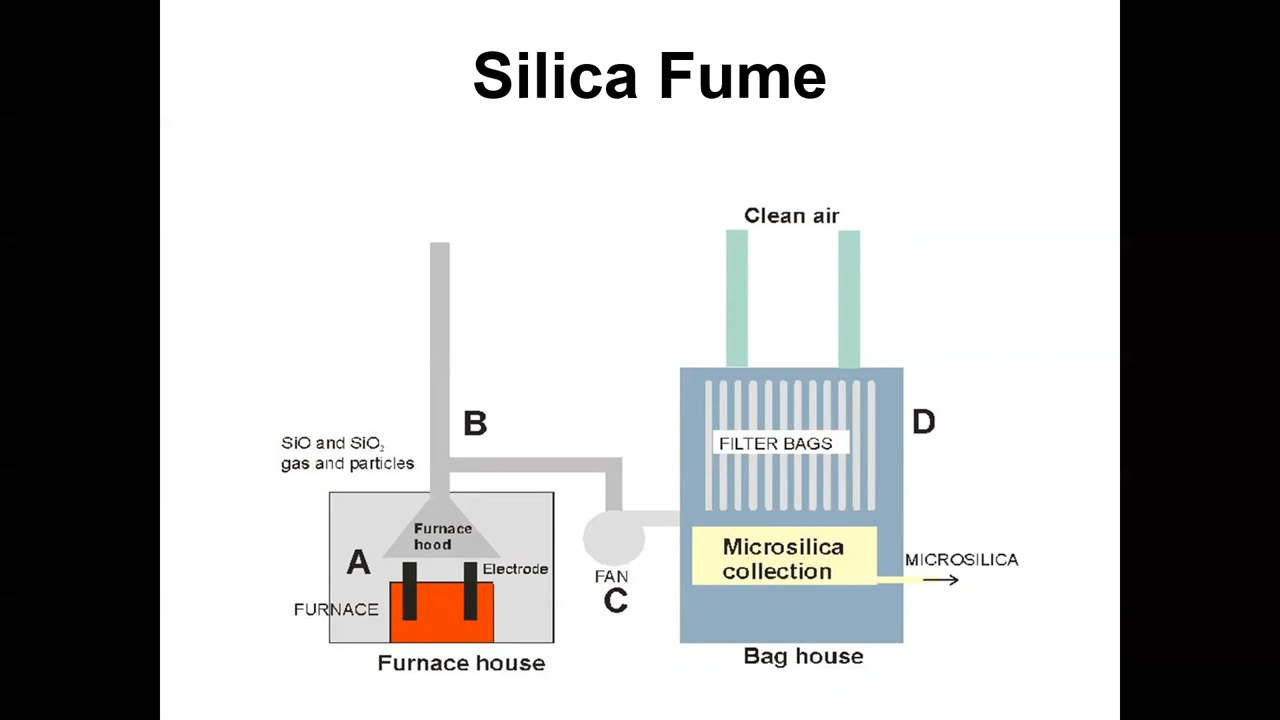 Silica Fume
Clean air
B
D
SiO and SiO₂
gas and particles
FILTER BAGS
Furnace
hood
A
Electrode
FURNACE
FAN
C
Microsilica
collection
MICROSILICA
Furnace house
Bag house